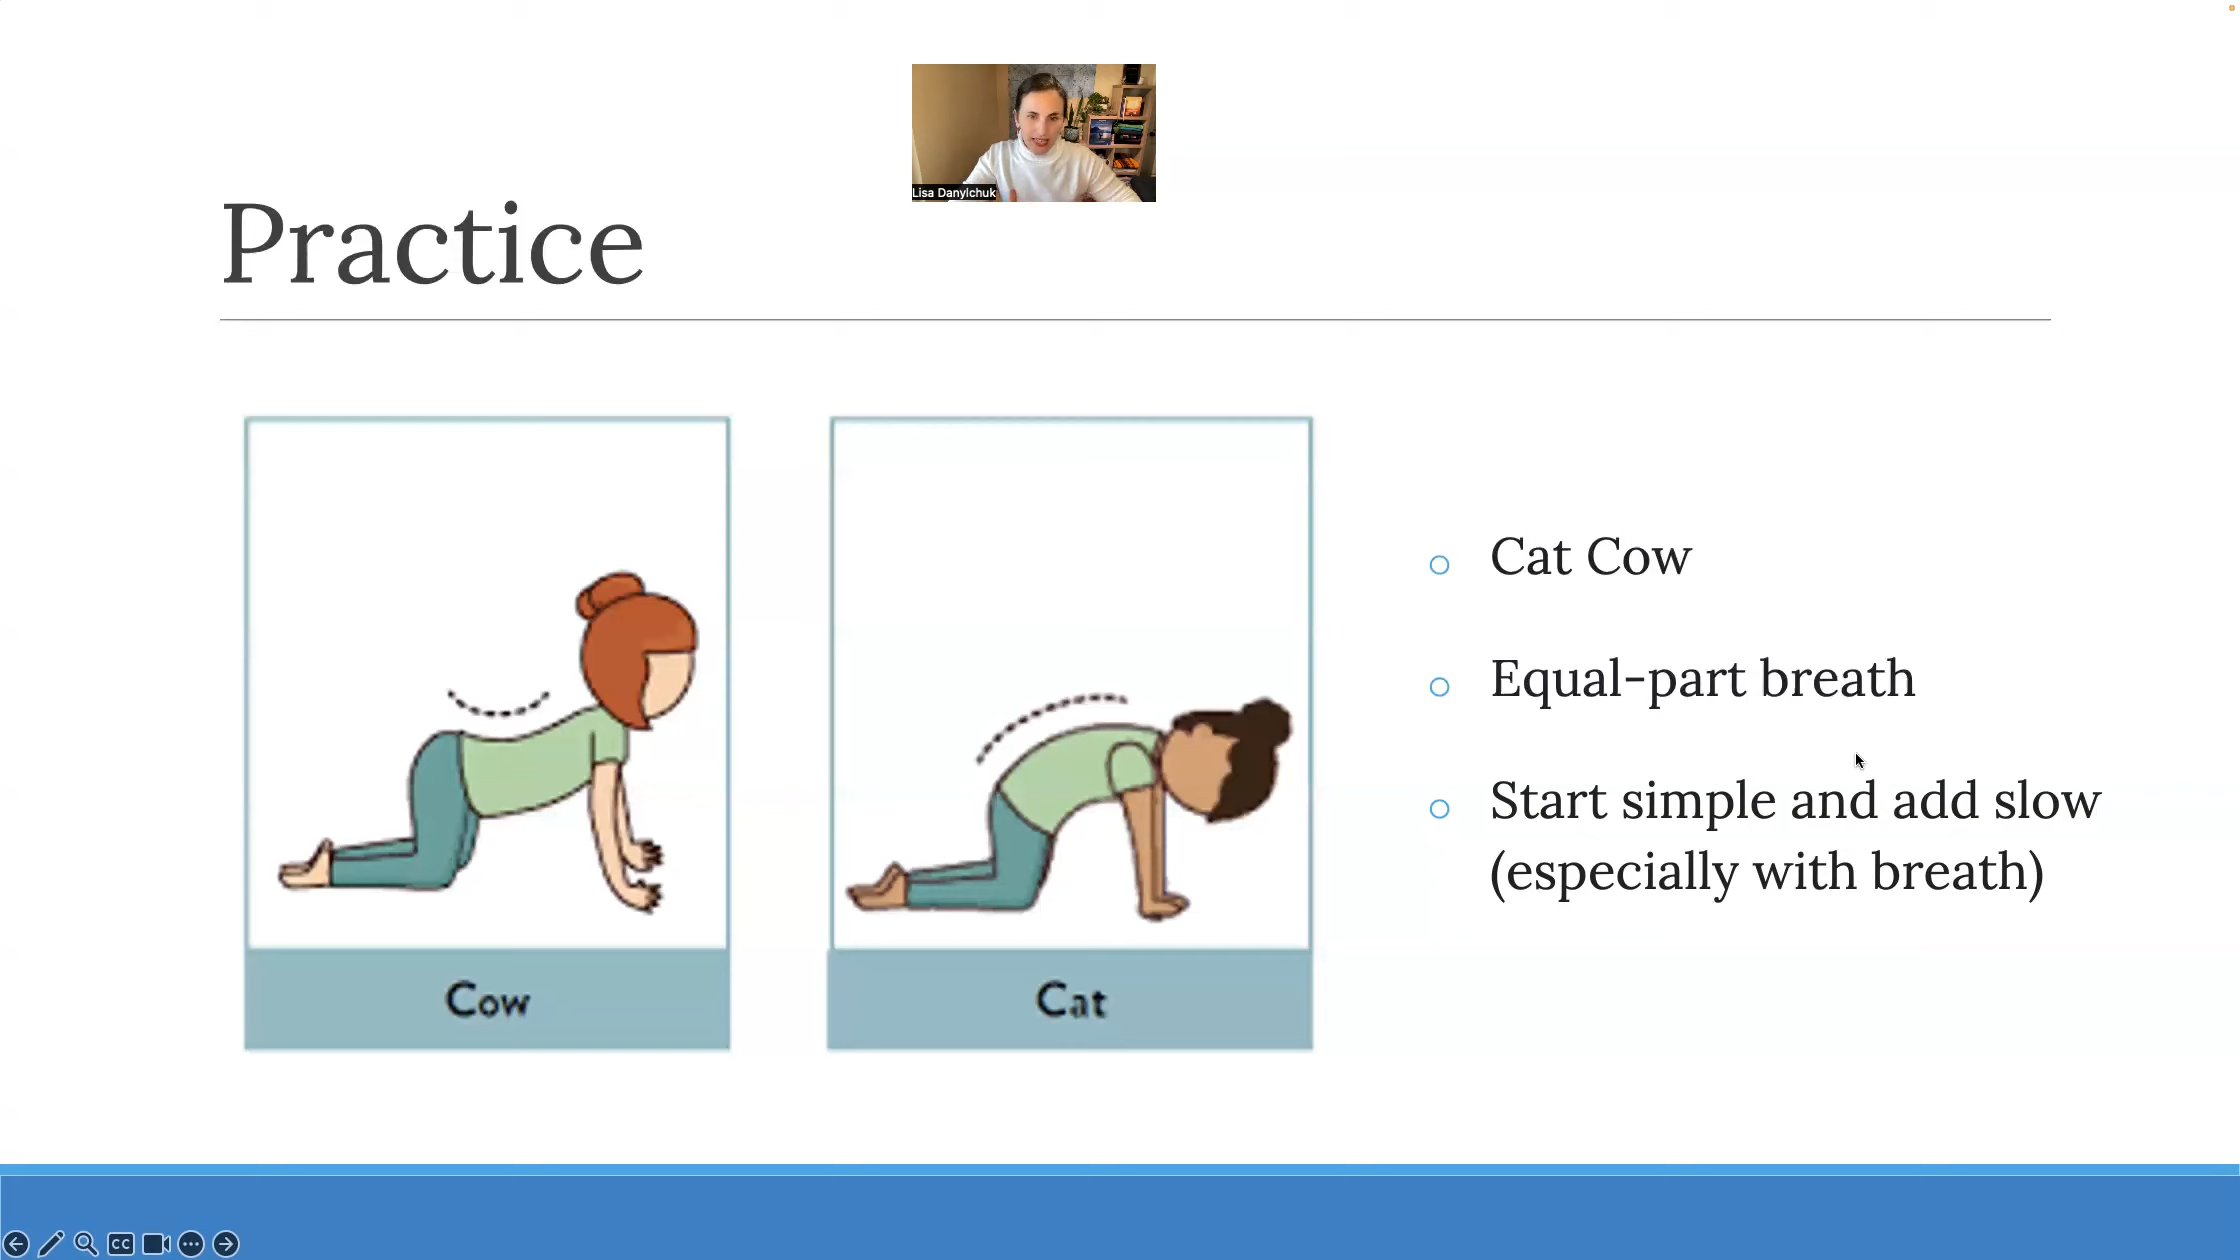 Lisa Danylchuk
Practice
Cat Cow
Equal-part breath
Start simple and add slow
(especially with breath)
Cow
Cat
CC